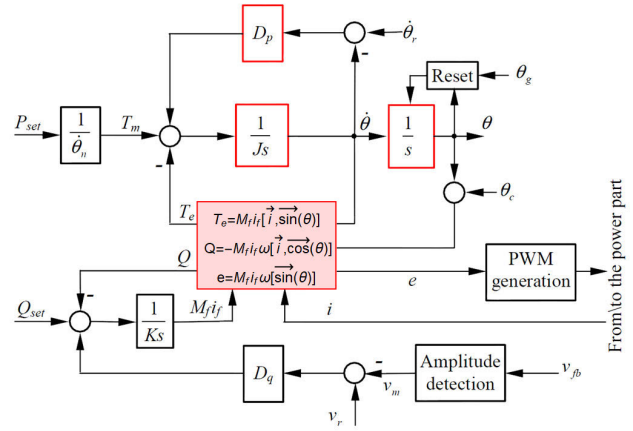 D_p
θ̇_r
Reset
θ_g
P_set
1
θ̇_n
T_m
1
Js
θ̇
1
s
θ
-
-
θ_c
T_e
T_e=M_f i_f[i⃗,sin(θ)⃗]
Q=-M_f i_f ω[i⃗,cos(θ)⃗]
e=M_f i_f ω[sin(θ)⃗]
Q
e
PWM
generation
-
Q_set
1
Ks
M_f i_f
i
From\to the power part
D_q
-
v_m
Amplitude
detection
v_fb
v_r